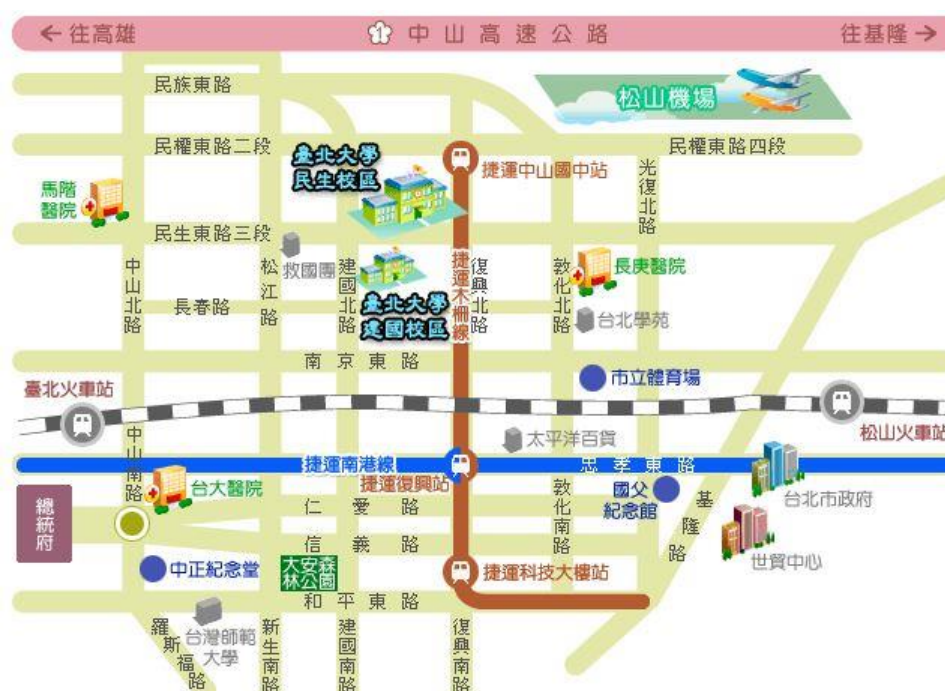 ←往高雄
1 中山高速公路
往基隆→
民族東路
松山機場
民權東路二段
臺北大學
民生校區
捷運中山國中站
民權東路四段
光復北路
馬階
醫院
民生東路三段
救國團
中山北路
松江路
建國北路
捷運木柵線
復興北路
敦化北路
長庚醫院
長春路
臺北大學
建國校區
台北學苑
南京東路
市立體育場
臺北火車站
松山火車站
中山南路
太平洋百貨
捷運南港線
忠孝東路
捷運復興站
台大醫院
國父
紀念館
台北市政府
總統府
仁愛路
敦化南路
基隆路
信義路
世貿中心
中正紀念堂
大安森
林公園
捷運科技大樓站
和平東路
羅斯福路
台灣師範
大學
新生南路
建國南路
復興南路